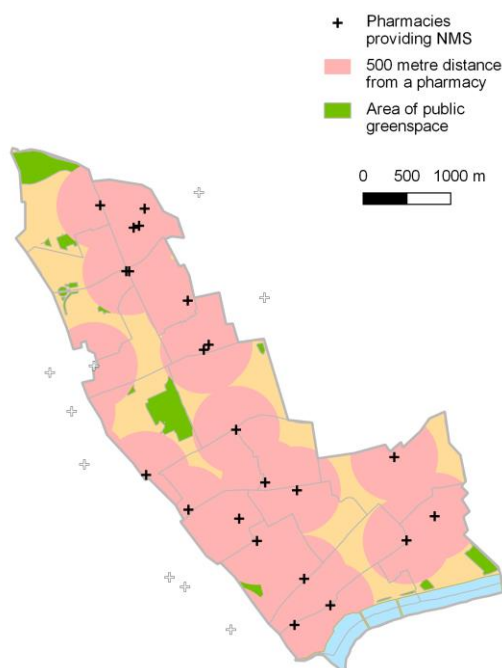 Pharmacies
providing NMS
500 metre distance
from a pharmacy
Area of public
greenspace
0 500 1000 m